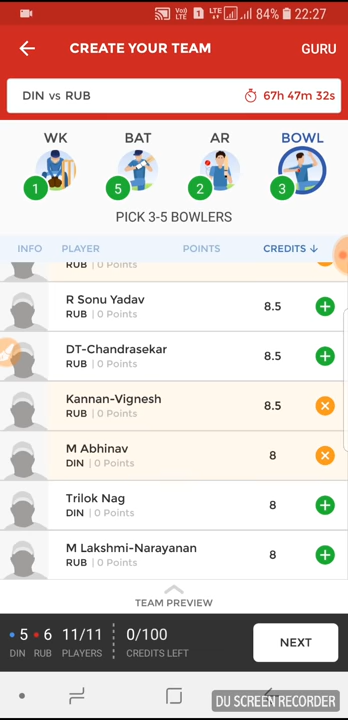 Voy LTE 1 LTE 84% 22:27
CREATE YOUR TEAM GURU
DIN vs RUB 67h 47m 32s
WK BAT AR BOWL
1 5 2 3
PICK 3-5 BOWLERS
INFO PLAYER POINTS CREDITS ↓
RUB | 0 Points
R Sonu Yadav 8.5
RUB | 0 Points
DT-Chandrasekar 8.5
RUB | 0 Points
Kannan-Vignesh 8.5
RUB | 0 Points
M Abhinav 8
DIN | 0 Points
Trilok Nag 8
DIN | 0 Points
M Lakshmi-Narayanan 8
RUB | 0 Points
TEAM PREVIEW
5 6 11/11 0/100 NEXT
DIN RUB PLAYERS CREDITS LEFT
DU SCREEN RECORDER